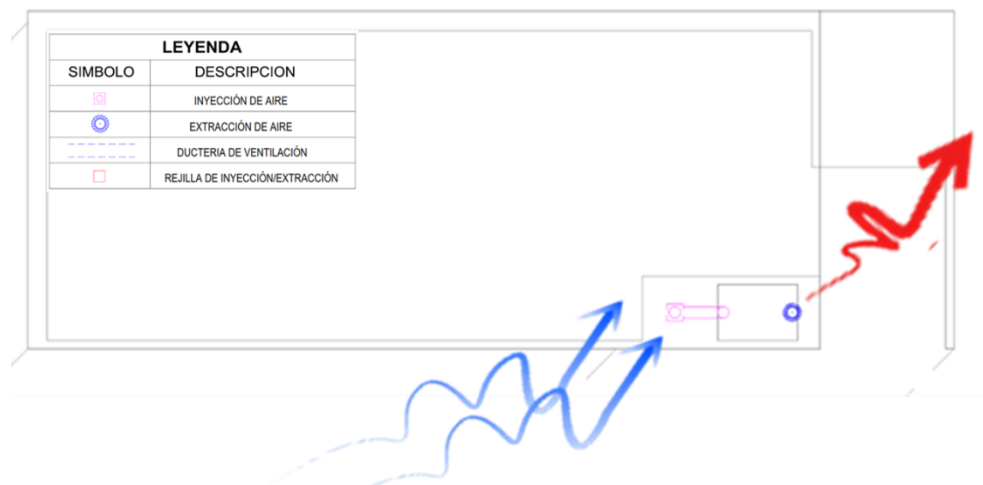 LEYENDA
SIMBOLO DESCRIPCION
INYECCIÓN DE AIRE
EXTRACCIÓN DE AIRE
DUCTERIA DE VENTILACIÓN
REJILLA DE INYECCIÓN/EXTRACCIÓN